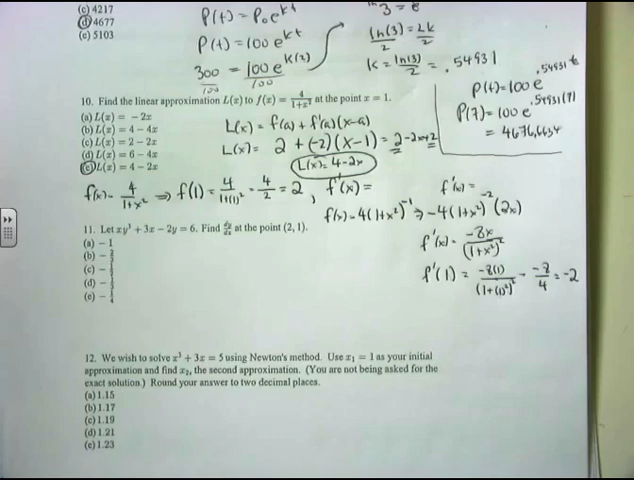 (c) 4217
(d) 4677
(e) 5103
P(t) = P₀e^kt
P(t) = 100 e^kt
300/100 = 100 e^k(2)/100
3 = e
ln(3)/2 = 2k/2
k = ln(3)/2 = .54931
P(t) = 100 e^.54931t
P(7) = 100 e^.54931(7)
= 4676.6634
10. Find the linear approximation L(x) to f(x) = 4/(1+x²) at the point x = 1.
(a) L(x) = − 2x
(b) L(x) = 4 − 4x
(c) L(x) = 2 − 2x
(d) L(x) = 6 − 4x
(e) L(x) = 4 − 2x
L(x) = f(a) + f'(a)(x-a)
L(x) = 2 + (-2)(x-1) = 2-2x+2
L(x) = 4-2x
f(x) = 4/(1+x²) ⇒ f(1) = 4/(1+(1)²) = 4/2 = 2, f'(x) =
f'(x) =
f(x) = 4(1+x²)^-1 ⇒ -4(1+x²)^-2 (2x)
f'(x) = -8x/(1+x²)²
f'(1) = -8(1)/(1+(1)²)² = -8/4 = -2
11. Let xy³ + 3x − 2y = 6. Find dy/dx at the point (2, 1).
(a) − 1
(b) −
(c) −
(d) −
(e) −
12. We wish to solve x³ + 3x = 5 using Newton's method. Use x₁ = 1 as your initial
approximation and find x₂, the second approximation. (You are not being asked for the
exact solution.) Round your answer to two decimal places.
(a) 1.15
(b) 1.17
(c) 1.19
(d) 1.21
(e) 1.23